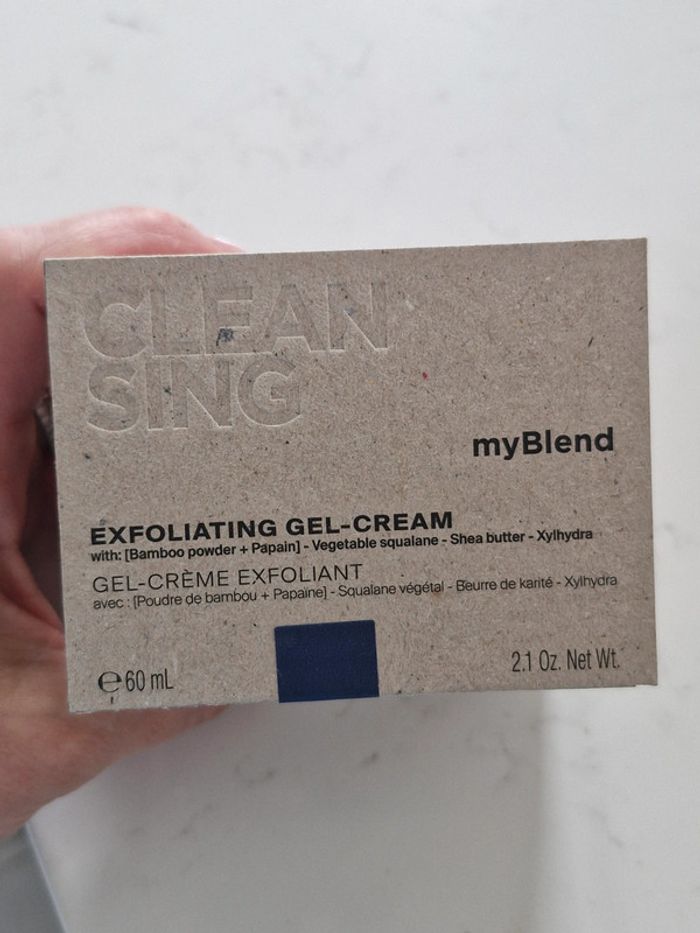 CLEAN
SING
myBlend
EXFOLIATING GEL-CREAM
with: [Bamboo powder + Papain] - Vegetable squalane - Shea butter - Xylhydra
GEL-CRÈME EXFOLIANT
avec : [Poudre de bambou + Papaïne] - Squalane végétal - Beurre de karité - Xylhydra
℮60 mL
2.1 Oz. Net Wt.